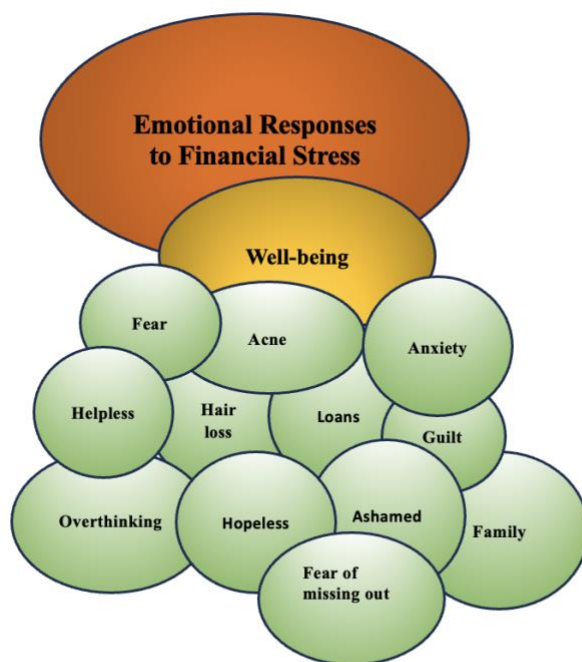 Emotional Responses
to Financial Stress
Well-being
Fear
Acne
Anxiety
Helpless
Hair
loss
Loans
Guilt
Overthinking
Hopeless
Ashamed
Family
Fear of
missing out